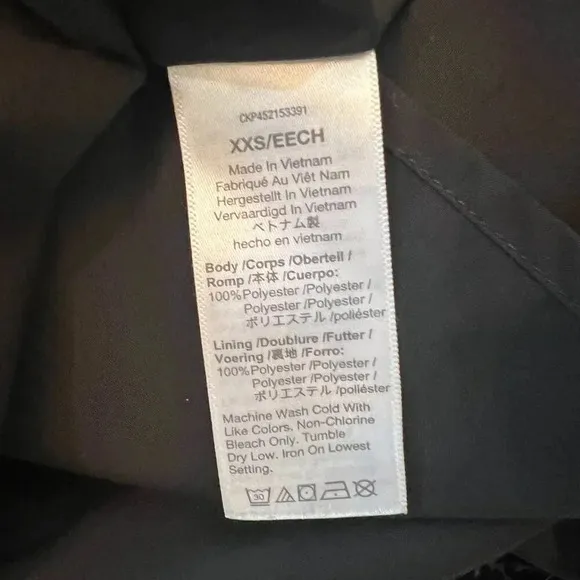 CKP452153391
XXS/EECH
Made In Vietnam
Fabriqué Au Viêt Nam
Hergestellt In Vietnam
Vervaardigd In Vietnam
ベトナム製
hecho en vietnam
Body /Corps /Oberteil /
Romp /本体 /Cuerpo:
100%Polyester /Polyester /
Polyester /Polyester /
ポリエステル /poliéster
Lining /Doublure /Futter /
Voering /裏地 /Forro:
100%Polyester /Polyester /
Polyester /Polyester /
ポリエステル /poliéster
Machine Wash Cold With
Like Colors. Non-Chlorine
Bleach Only. Tumble
Dry Low. Iron On Lowest
Setting.
30